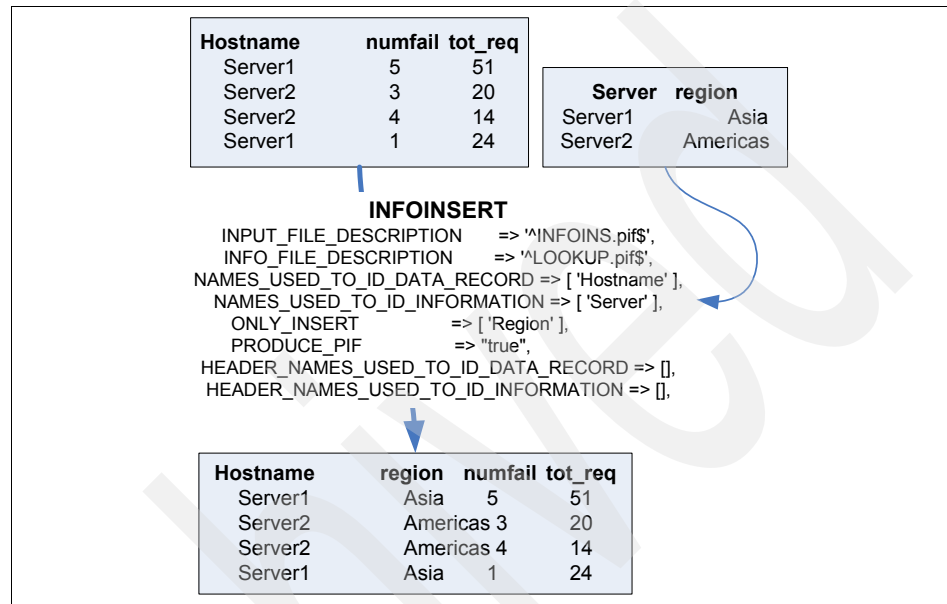 Hostname numfail tot_req
Server1 5 51
Server2 3 20
Server2 4 14
Server1 1 24
Server region
Server1 Asia
Server2 Americas
INFOINSERT
INPUT_FILE_DESCRIPTION => '^INFOINS.pif$',
INFO_FILE_DESCRIPTION => '^LOOKUP.pif$',
NAMES_USED_TO_ID_DATA_RECORD => [ 'Hostname' ],
NAMES_USED_TO_ID_INFORMATION => [ 'Server' ],
ONLY_INSERT => [ 'Region' ],
PRODUCE_PIF => "true",
HEADER_NAMES_USED_TO_ID_DATA_RECORD => [],
HEADER_NAMES_USED_TO_ID_INFORMATION => [],
Hostname region numfail tot_req
Server1 Asia 5 51
Server2 Americas 3 20
Server2 Americas 4 14
Server1 Asia 1 24